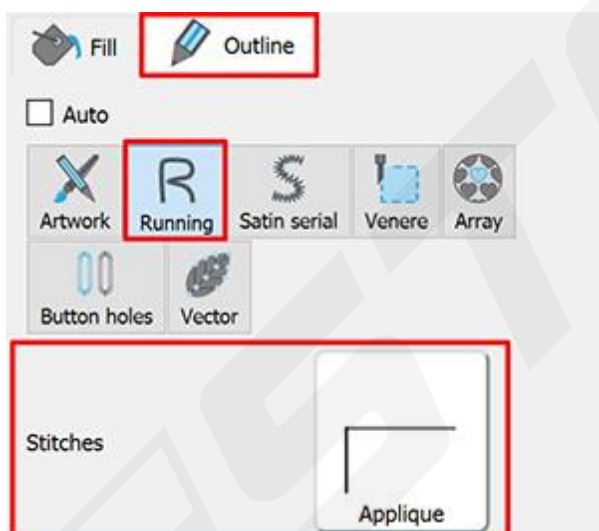 Fill Outline
Auto
Artwork Running Satin serial Venere Array
Button holes Vector
Stitches
Applique